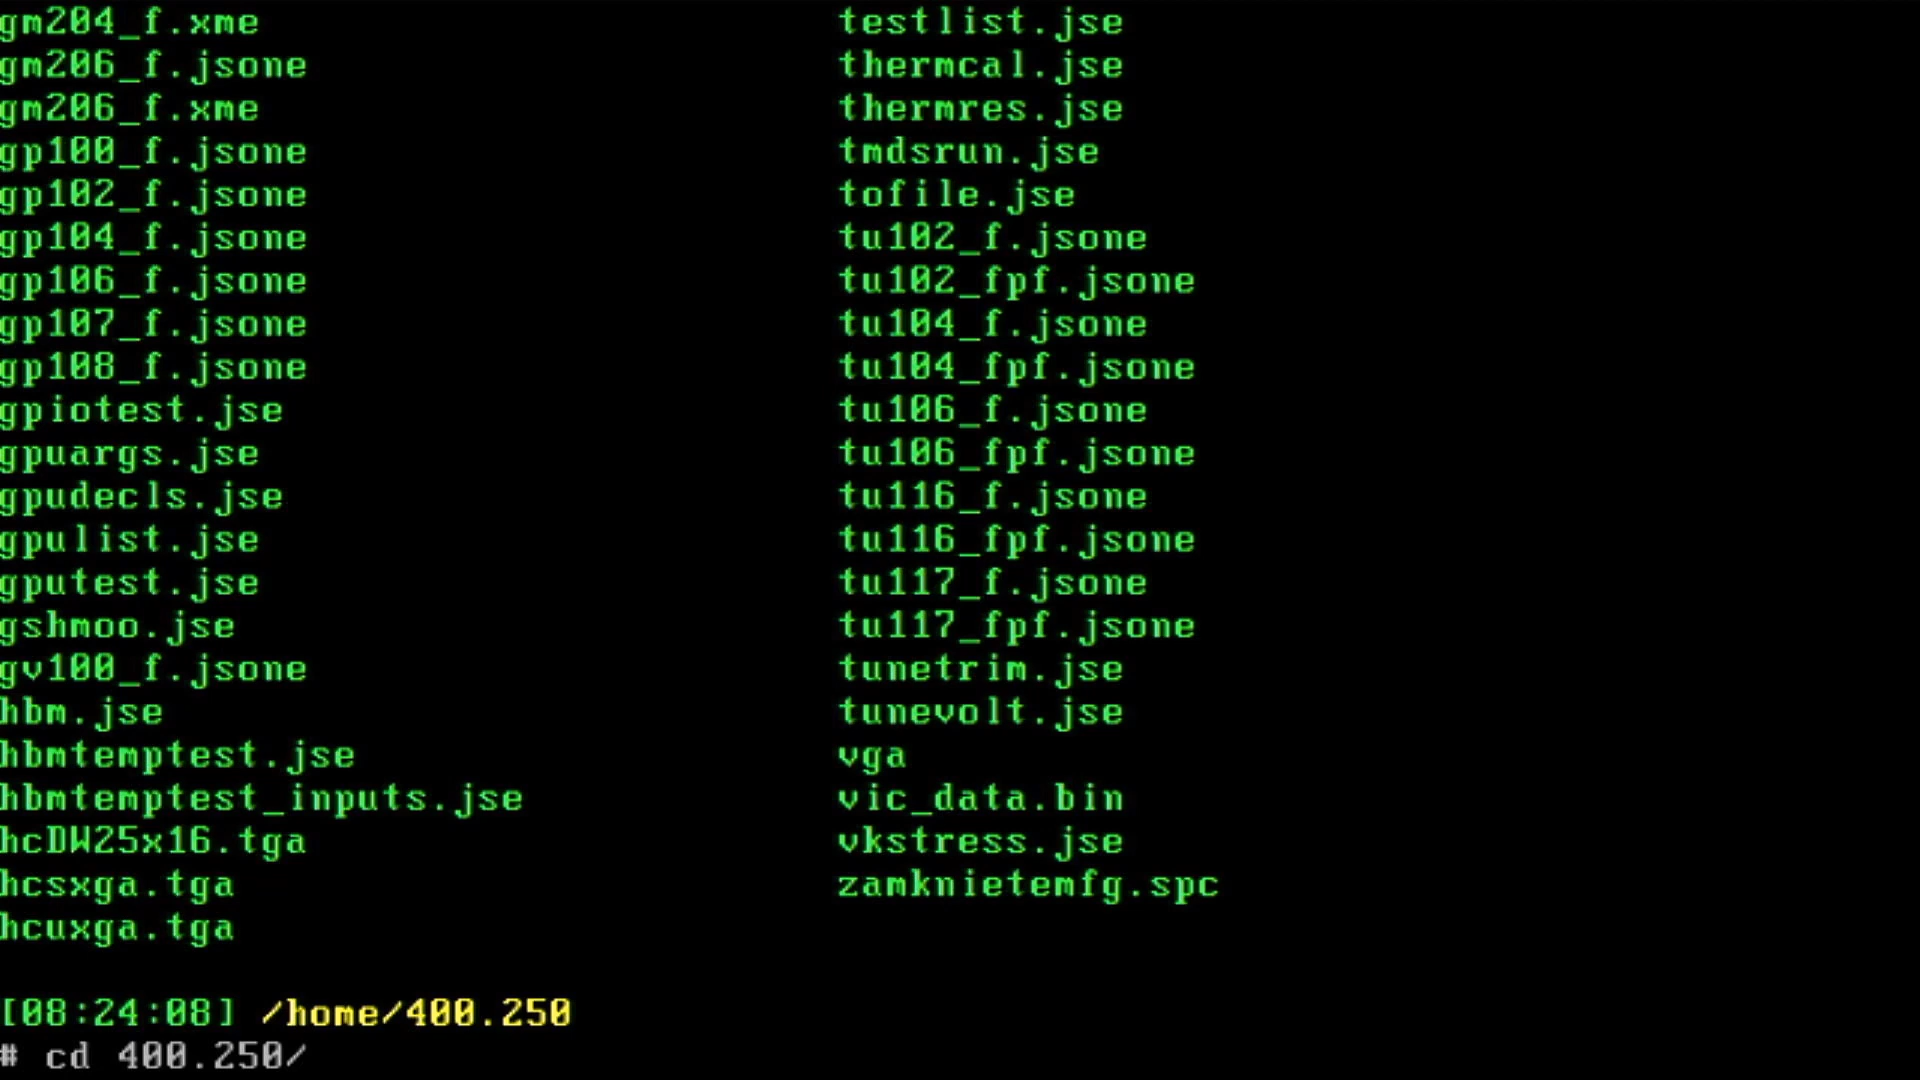 gm204_f.xme
gm206_f.jsone
gm206_f.xme
gp100_f.jsone
gp102_f.jsone
gp104_f.jsone
gp106_f.jsone
gp107_f.jsone
gp108_f.jsone
gpiotest.jse
gpuargs.jse
gpudecls.jse
gpulist.jse
gputest.jse
gshmoo.jse
gv100_f.jsone
hbm.jse
hbmtemptest.jse
hbmtemptest_inputs.jse
hcDW25x16.tga
hcsxga.tga
hcuxga.tga
testlist.jse
thermcal.jse
thermres.jse
tmdsrun.jse
tofile.jse
tu102_f.jsone
tu102_fpf.jsone
tu104_f.jsone
tu104_fpf.jsone
tu106_f.jsone
tu106_fpf.jsone
tu116_f.jsone
tu116_fpf.jsone
tu117_f.jsone
tu117_fpf.jsone
tunetrim.jse
tunevolt.jse
vga
vic_data.bin
vkstress.jse
zamknietemfg.spc
[08:24:08] /home/400.250
# cd 400.250/